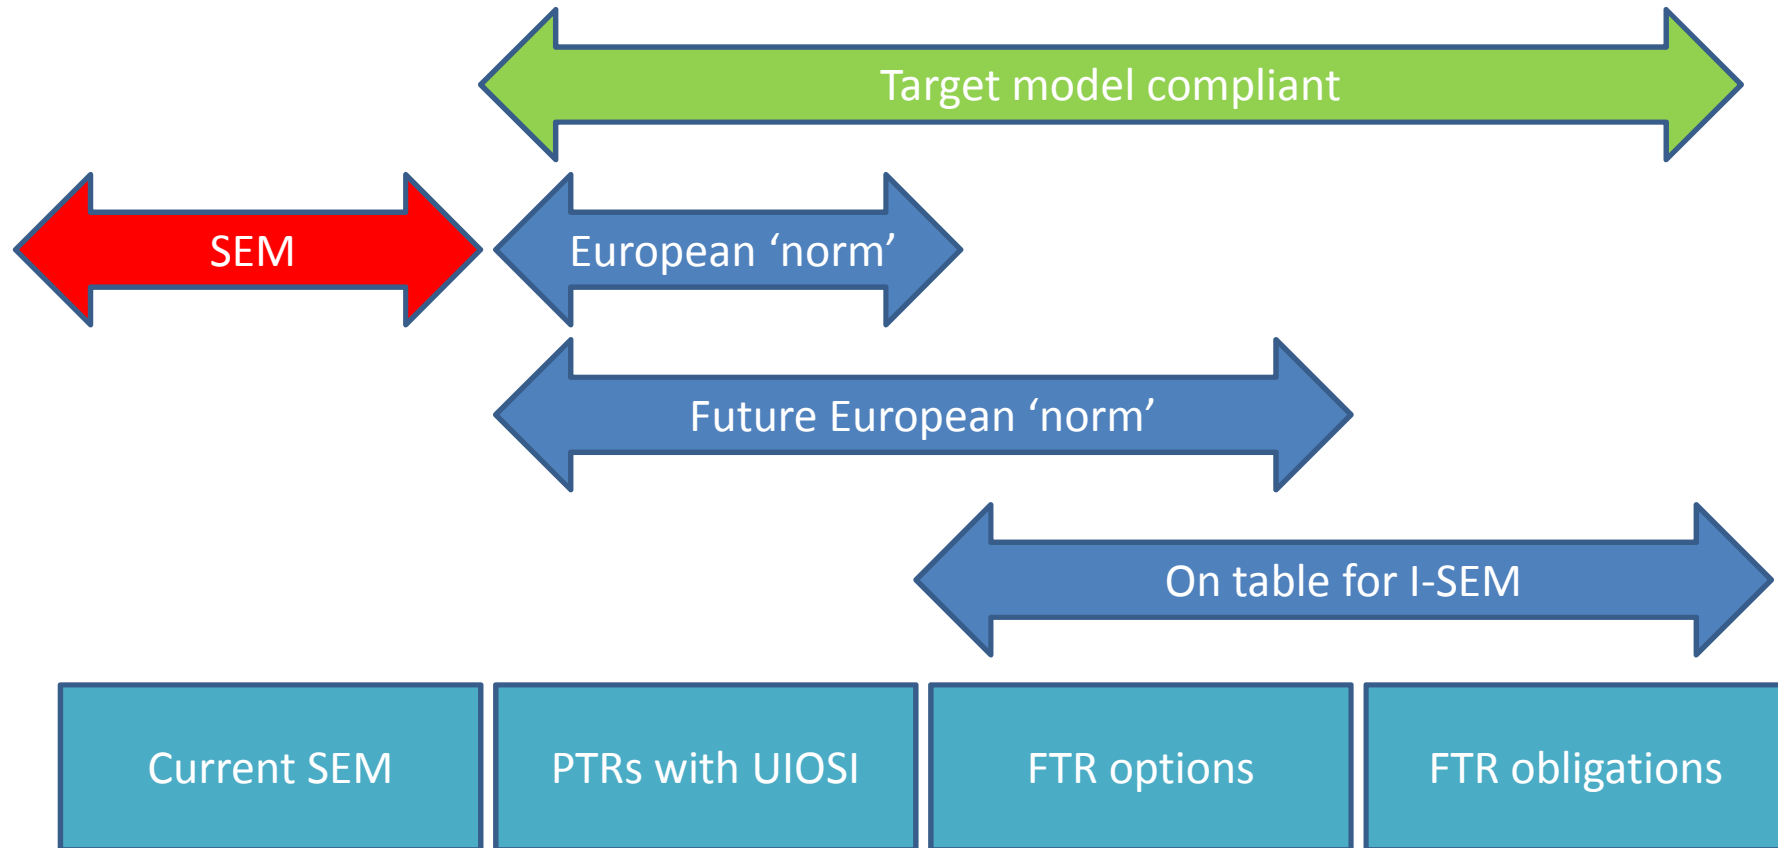 Target model compliant
SEM
European ‘norm’
Future European ‘norm’
On table for I-SEM
Current SEM
PTRs with UIOSI
FTR options
FTR obligations